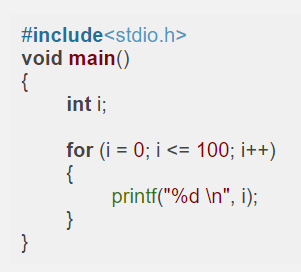 #include<stdio.h>
void main()
{
int i;
for (i = 0; i <= 100; i++)
{
printf("%d \n", i);
}
}